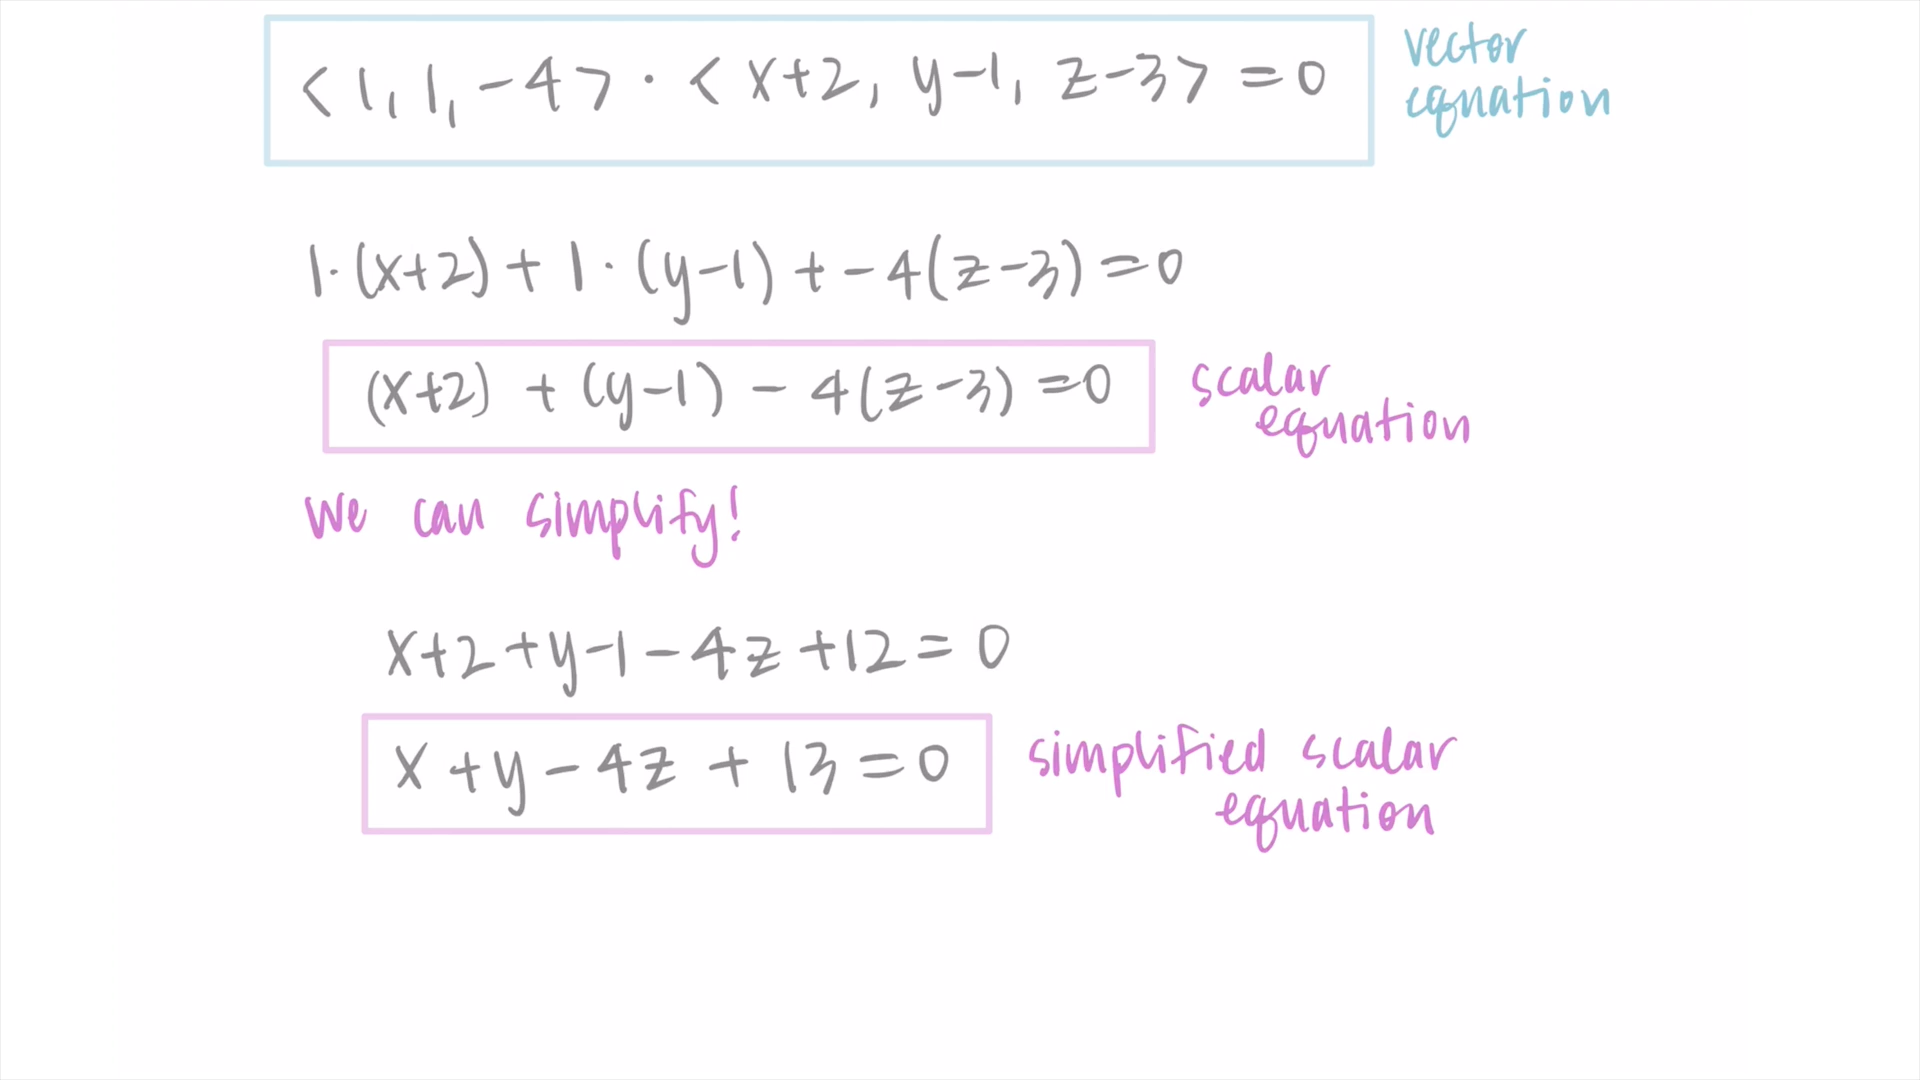 <1, 1, -4> · <x+2, y-1, z-3> = 0
vector
equation
1·(x+2) + 1·(y-1) + -4(z-3) = 0
(x+2) + (y-1) - 4(z-3) = 0
scalar
equation
we can simplify!
x+2+y-1-4z+12 = 0
x+y-4z+13 = 0
simplified scalar
equation